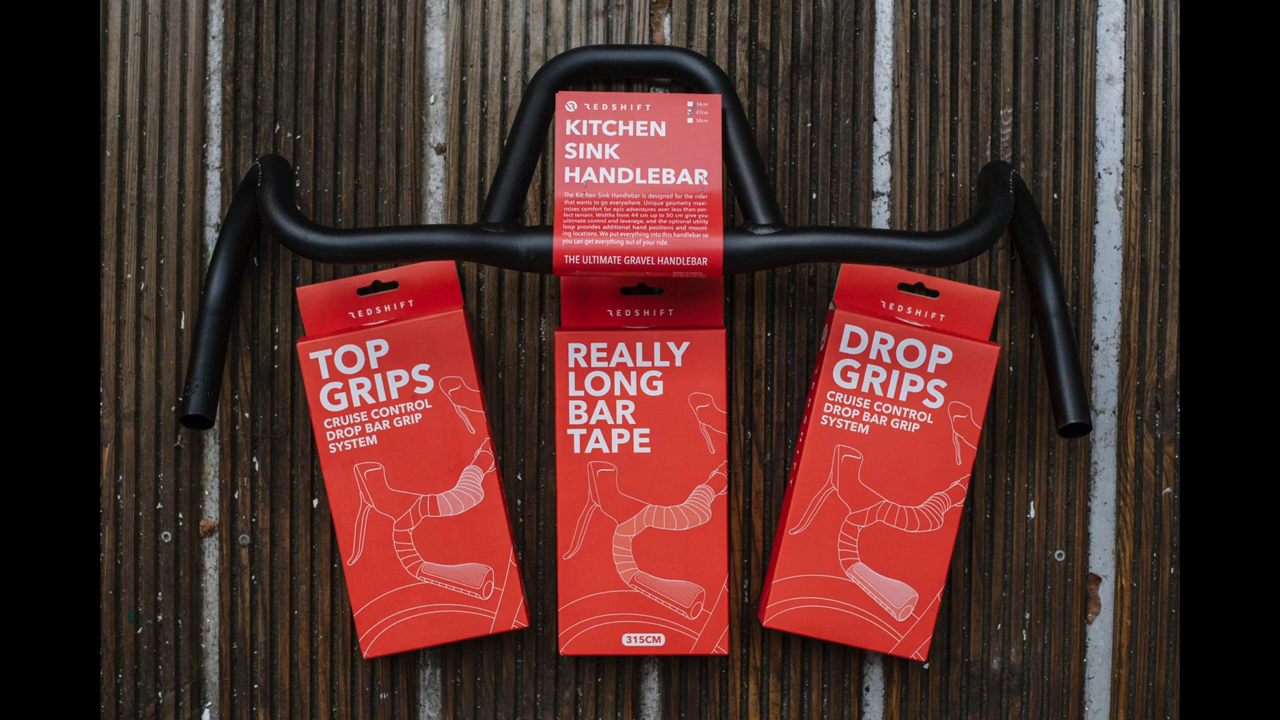 REDSHIFT
44cm
47cm
50cm
KITCHEN
SINK
HANDLEBAR
The Kitchen Sink Handlebar is designed for the rider
that wants to go everywhere. Unique geometry maxi-
mizes comfort for epic adventures over less-than-per-
fect terrain. Widths from 44 cm up to 50 cm give you
ultimate control and leverage, and the optional utility
loop provides additional hand positions and mount-
ing locations. We put everything into this handlebar so
you can get everything out of your ride.
THE ULTIMATE GRAVEL HANDLEBAR
REDSHIFT
TOP
GRIPS
CRUISE CONTROL
DROP BAR GRIP
SYSTEM
REDSHIFT
REALLY
LONG
BAR
TAPE
315CM
REDSHIFT
DROP
GRIPS
CRUISE CONTROL
DROP BAR GRIP
SYSTEM